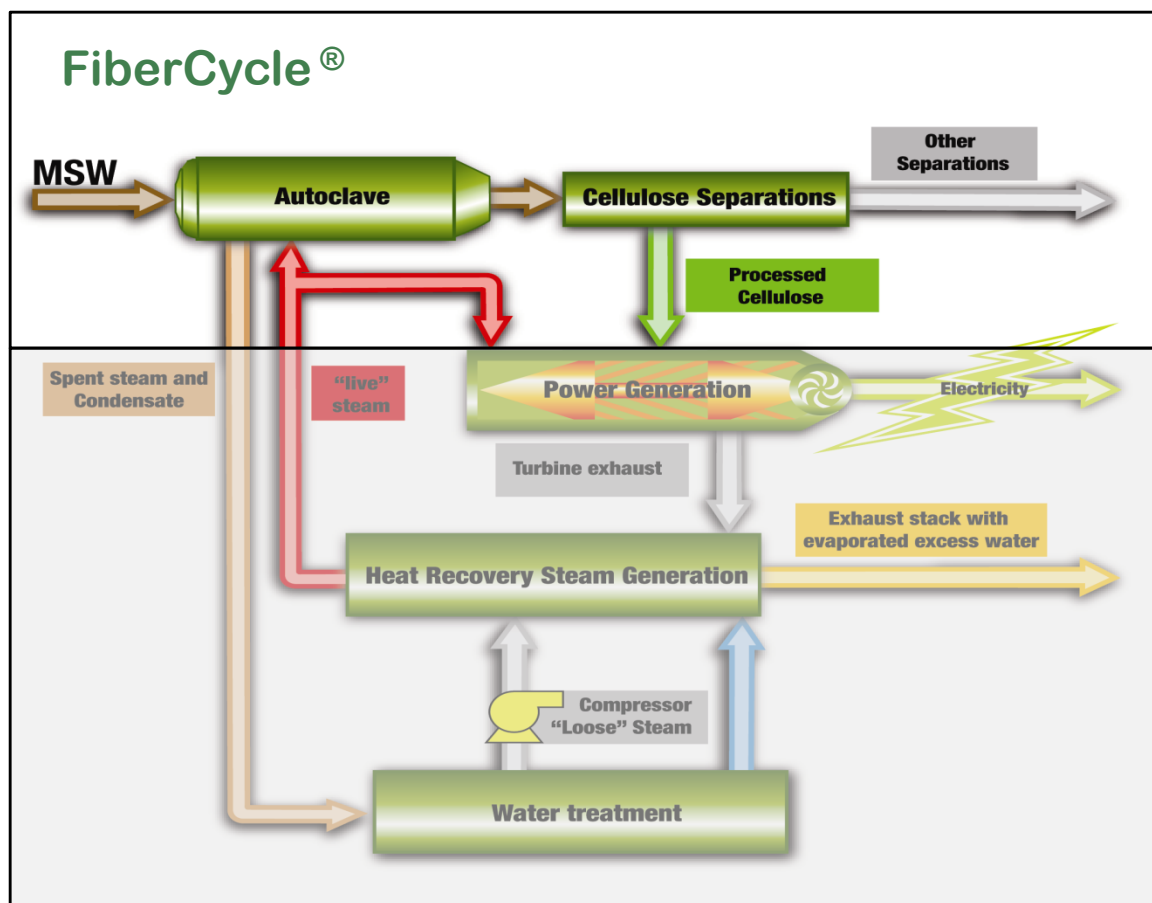 FiberCycle ®
MSW
Autoclave
Cellulose Separations
Other
Separations
Processed
Cellulose
Spent steam and
Condensate
“live”
steam
Power Generation
Electricity
Turbine exhaust
Exhaust stack with
evaporated excess water
Heat Recovery Steam Generation
Compressor
“Loose” Steam
Water treatment